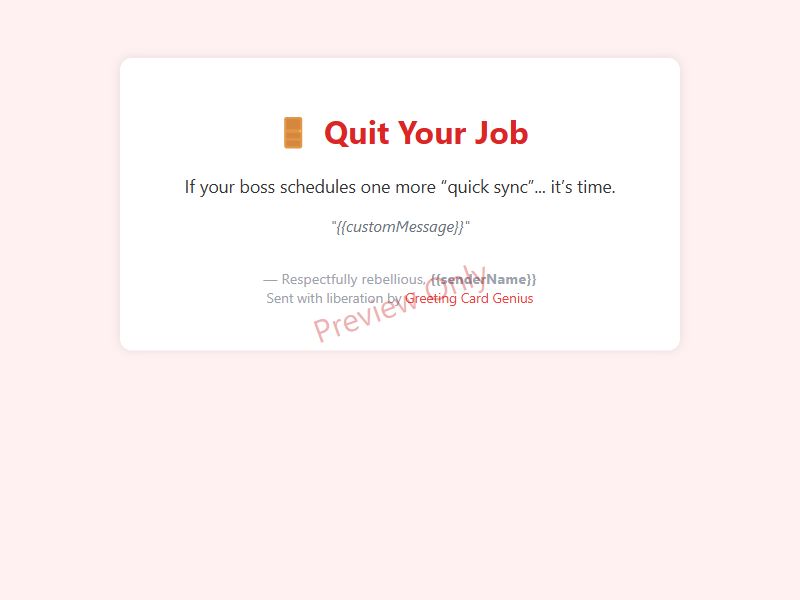 🚪 Quit Your Job
If your boss schedules one more “quick sync”... it’s time.
"{{customMessage}}"
— Respectfully rebellious, {{senderName}}
Sent with liberation by Greeting Card Genius
Preview Only